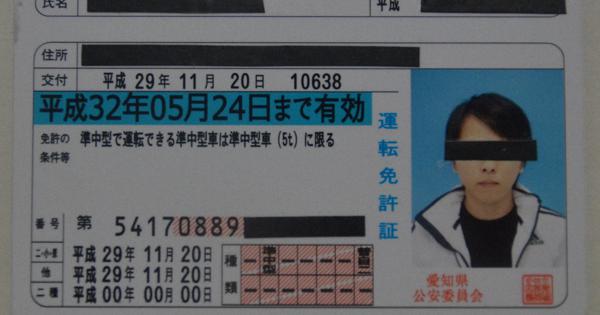 氏名
平成
住所
交付 平成 29年 11月 20日 10638
平成32年05月24日まで有効
免許の条件等 準中型で運転できる準中型車は準中型車 (5t) に限る
運転免許証
番号 第 54170889
二・小・原 平成 29年 11月 20日
他 平成 29年 11月 20日
二種 平成 00年 00月 00日
種類 準中型
愛知県
公安委員会